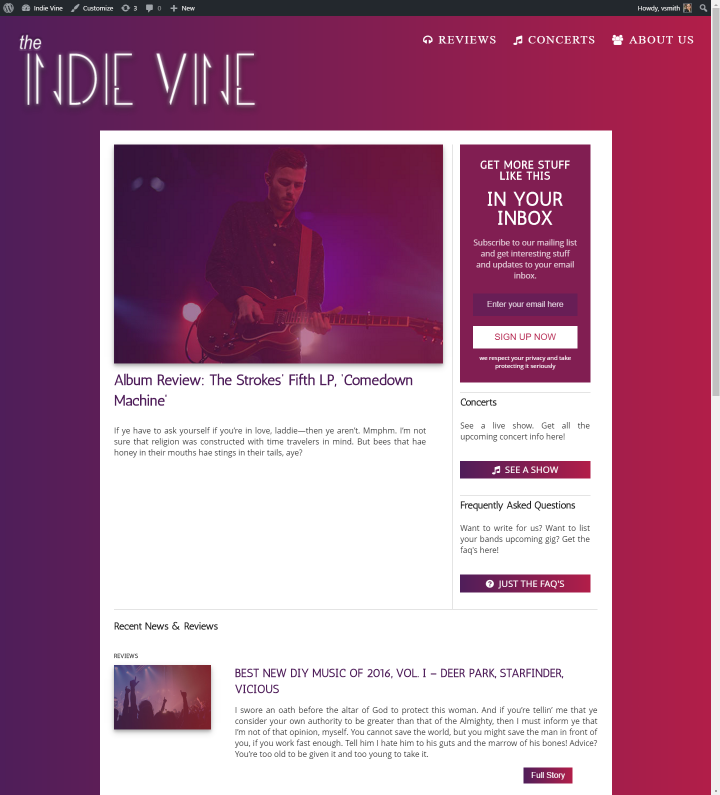 Indie Vine Customize 3 0 New Howdy, vsmith
the
INDIE VINE
REVIEWS CONCERTS ABOUT US
GET MORE STUFF
LIKE THIS
IN YOUR
INBOX
Subscribe to our mailing list
and get interesting stuff
and updates to your email
inbox.
Enter your email here
SIGN UP NOW
we respect your privacy and take
protecting it seriously
Album Review: The Strokes' Fifth LP, 'Comedown
Machine'
If ye have to ask yourself if you're in love, laddie—then ye aren't. Mmphm. I'm not
sure that religion was constructed with time travelers in mind. But bees that hae
honey in their mouths hae stings in their tails, aye?
Concerts
See a live show. Get all the
upcoming concert info here!
SEE A SHOW
Frequently Asked Questions
Want to write for us? Want to list
your bands upcoming gig? Get the
faq's here!
JUST THE FAQ'S
Recent News & Reviews
REVIEWS
BEST NEW DIY MUSIC OF 2016, VOL. I – DEER PARK, STARFINDER,
VICIOUS
I swore an oath before the altar of God to protect this woman. And if you're tellin' me that ye
consider your own authority to be greater than that of the Almighty, then I must inform ye that
I'm not of that opinion, myself. You cannot save the world, but you might save the man in front of
you, if you work fast enough. Tell him I hate him to his guts and the marrow of his bones! Advice?
You're too old to be given it and too young to take it.
Full Story